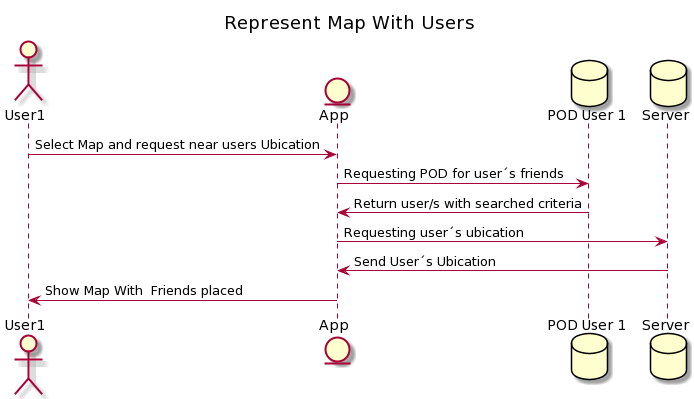 Represent Map With Users
User1
App
POD User 1
Server
Select Map and request near users Ubication
Requesting POD for user´s friends
Return user/s with searched criteria
Requesting user´s ubication
Send User´s Ubication
Show Map With  Friends placed
User1
App
POD User 1
Server